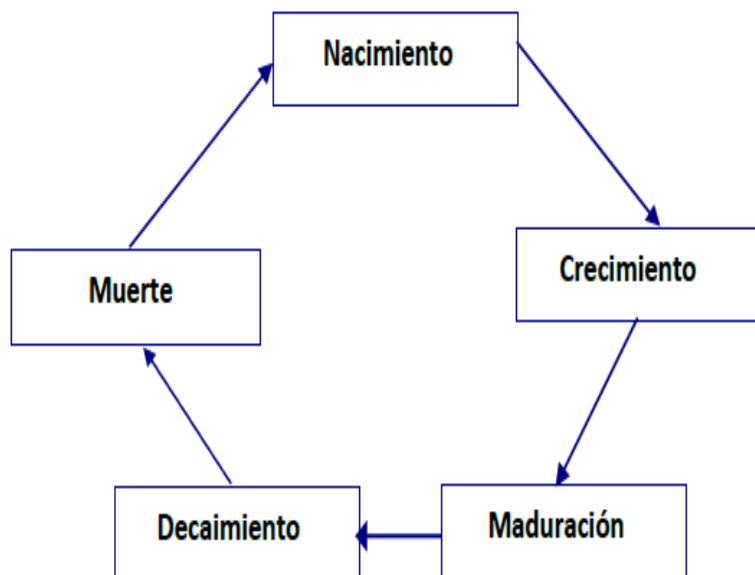 Nacimiento
Crecimiento
Maduración
Decaimiento
Muerte